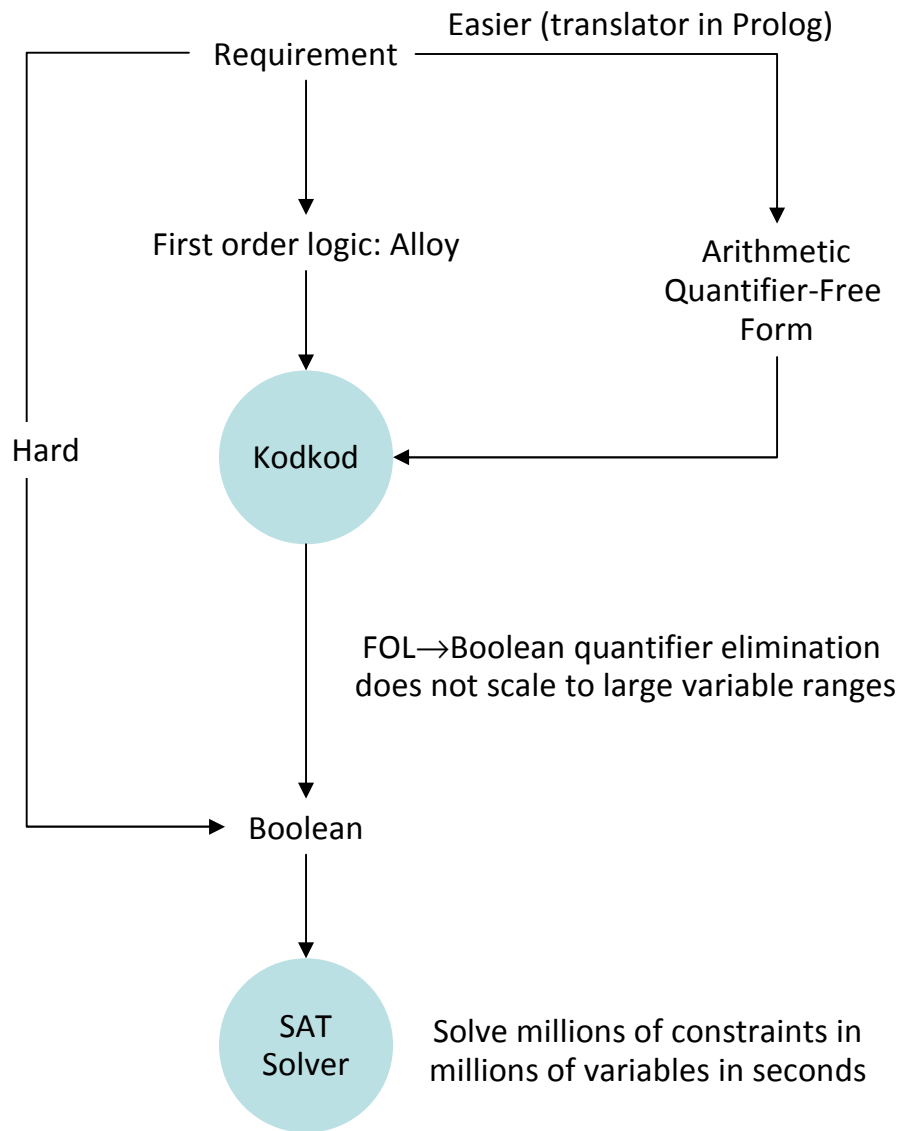 Easier (translator in Prolog)
Requirement
First order logic: Alloy
Arithmetic
Quantifier-Free
Form
Hard
Kodkod
FOL→Boolean quantifier elimination
does not scale to large variable ranges
Boolean
SAT
Solver
Solve millions of constraints in
millions of variables in seconds